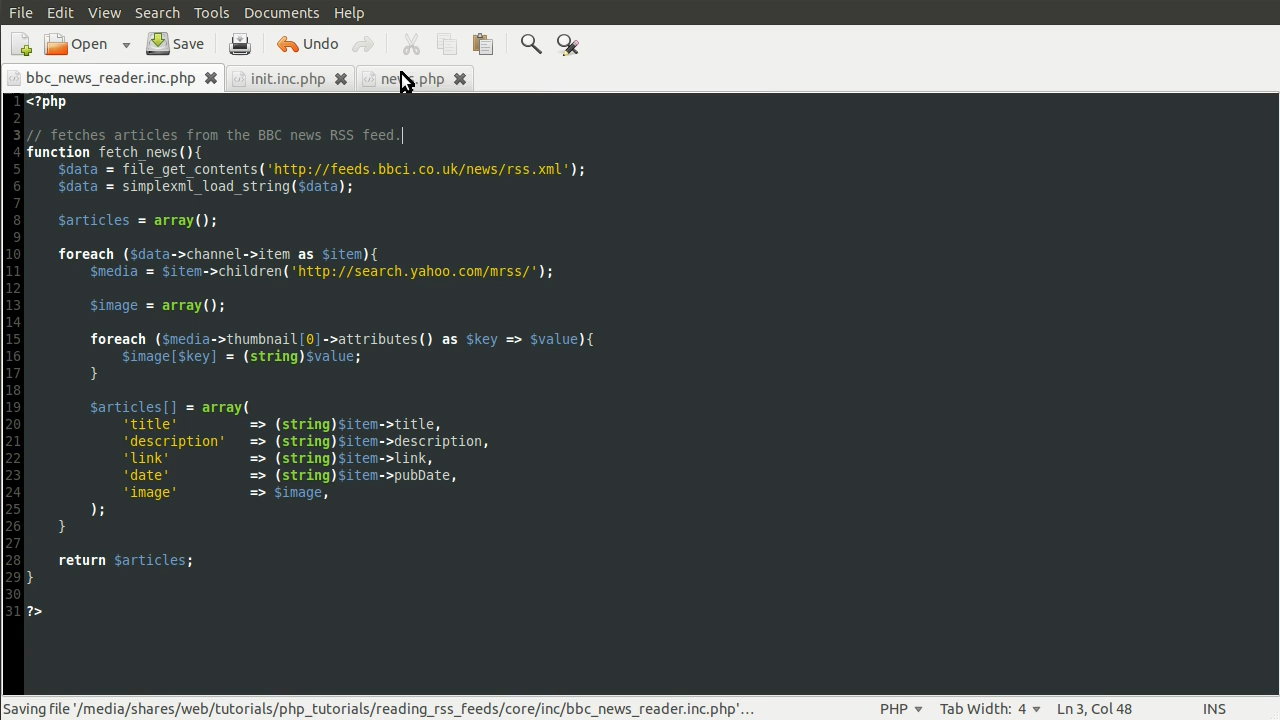 File Edit View Search Tools Documents Help
Open Save Undo
bbc_news_reader.inc.php init.inc.php news.php
1 <?php
2
3 // fetches articles from the BBC news RSS feed.
4 function fetch_news(){
5 $data = file_get_contents('http://feeds.bbci.co.uk/news/rss.xml');
6 $data = simplexml_load_string($data);
7
8 $articles = array();
9
10 foreach ($data->channel->item as $item){
11 $media = $item->children('http://search.yahoo.com/mrss/');
12
13 $image = array();
14
15 foreach ($media->thumbnail[0]->attributes() as $key => $value){
16 $image[$key] = (string)$value;
17 }
18
19 $articles[] = array(
20 'title' => (string)$item->title,
21 'description' => (string)$item->description,
22 'link' => (string)$item->link,
23 'date' => (string)$item->pubDate,
24 'image' => $image,
25 );
26 }
27
28 return $articles;
29 }
30
31 ?>
Saving file '/media/shares/web/tutorials/php_tutorials/reading_rss_feeds/core/inc/bbc_news_reader.inc.php'... PHP Tab Width: 4 Ln 3, Col 48 INS